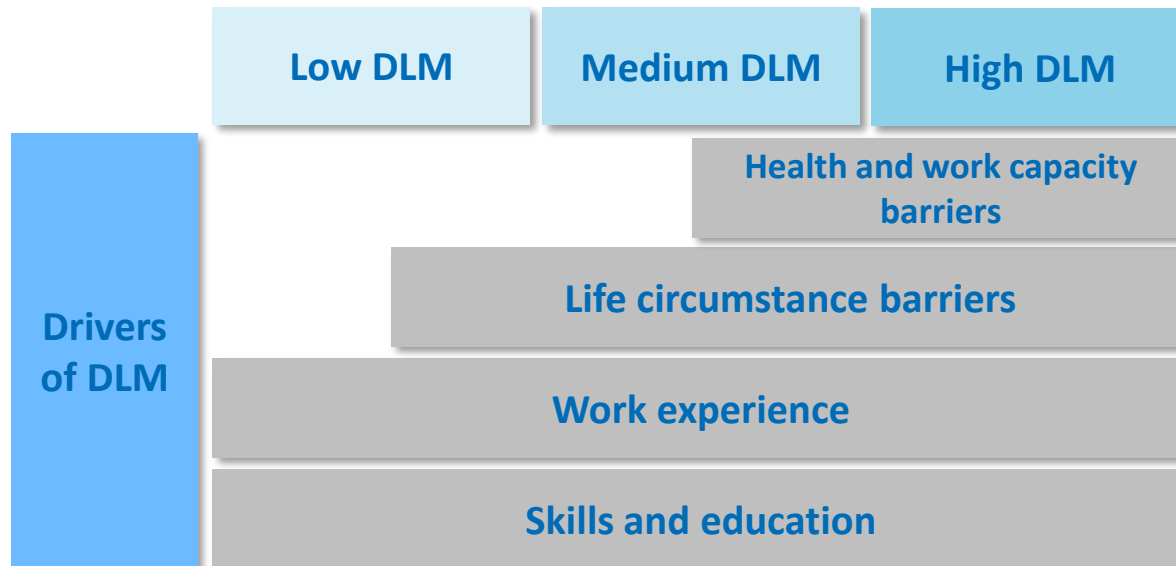 Low DLM
Medium DLM
High DLM
Drivers
of DLM
Health and work capacity
barriers
Life circumstance barriers
Work experience
Skills and education